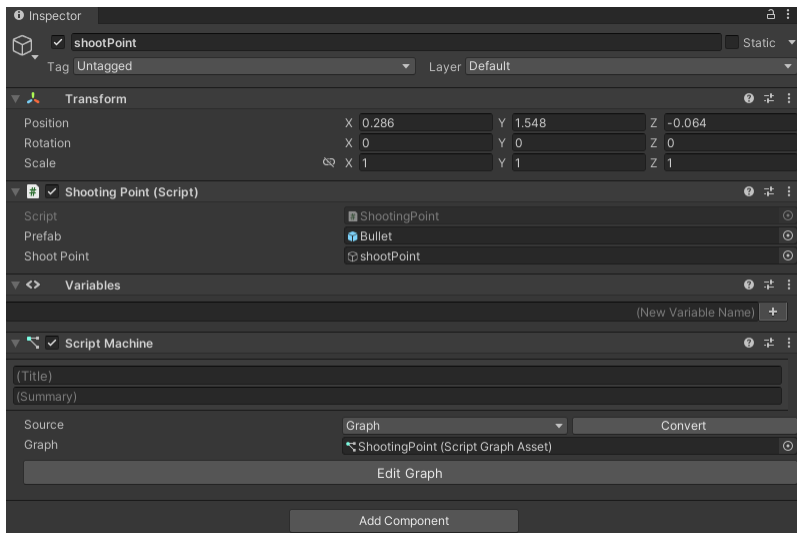 Inspector
shootPoint Static
Tag Untagged Layer Default
Transform
Position X 0.286 Y 1.548 Z -0.064
Rotation X 0 Y 0 Z 0
Scale X 1 Y 1 Z 1
# Shooting Point (Script)
Script # ShootingPoint
Prefab Bullet
Shoot Point shootPoint
<> Variables
(New Variable Name) +
Script Machine
(Title)
(Summary)
Source Graph Convert
Graph ShootingPoint (Script Graph Asset)
Edit Graph
Add Component